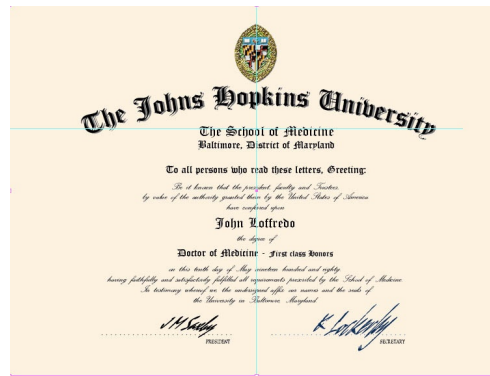 The Johns Hopkins University
The School of Medicine
Baltimore, District of Maryland
To all persons who read these letters, Greeting:
Be it known that the president, faculty and Trustees
by value of the authority granted them by the United States of America
have conferred upon
John Loffredo
the degree of
Doctor of Medicine - First class Honors
on this tenth day of May nineteen hundred and eighty
having faithfully and satisfactorily fulfilled all requirements prescribed by the School of Medicine
In testimony whereof we the undersigned affix our names and the seals of
the University in Baltimore Maryland
PRESIDENT
SECRETARY